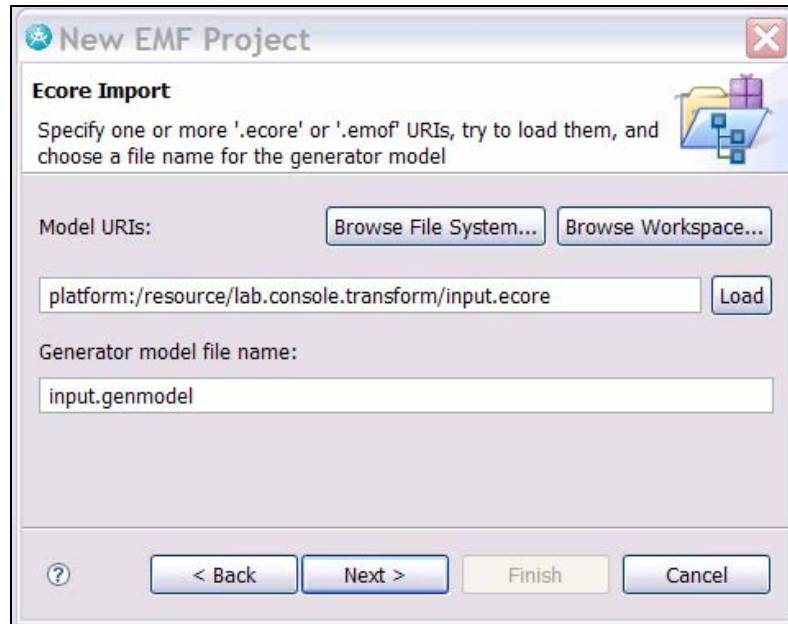 New EMF Project
Ecore Import
Specify one or more '.ecore' or '.emof' URIs, try to load them, and
choose a file name for the generator model
Model URIs:
Browse File System...
Browse Workspace...
platform:/resource/lab.console.transform/input.ecore
Load
Generator model file name:
input.genmodel
?
< Back
Next >
Finish
Cancel